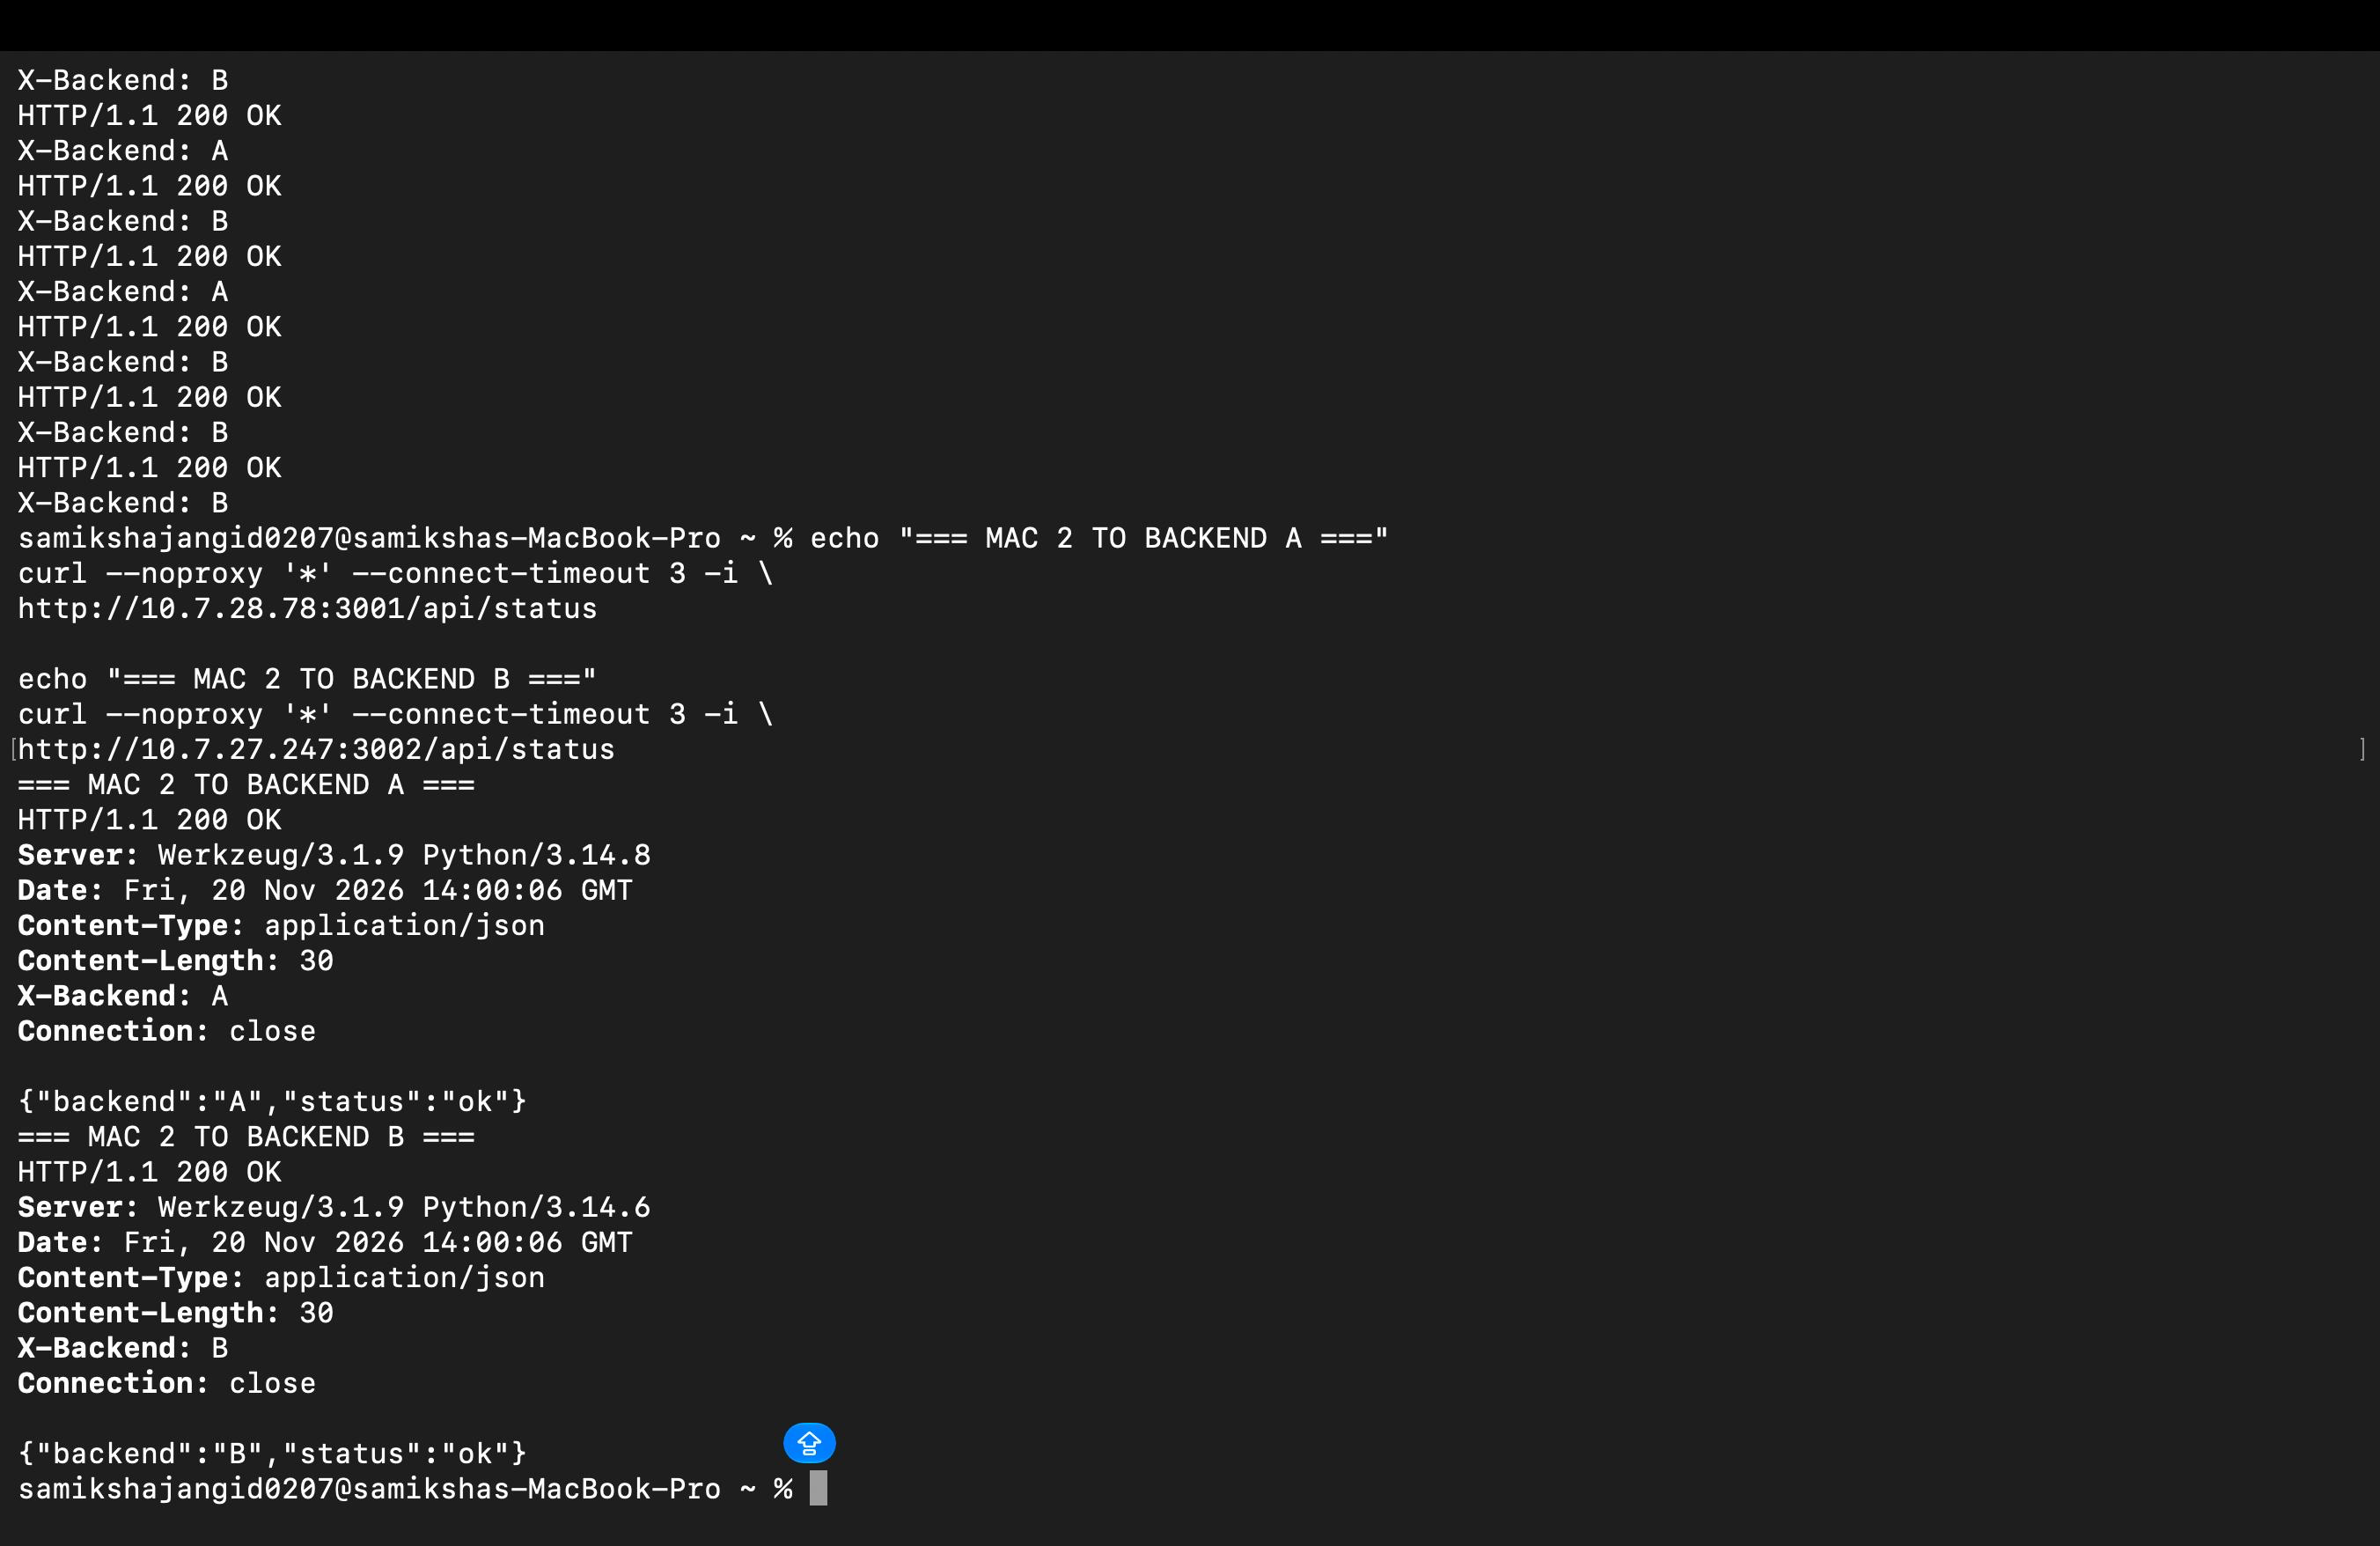 X-Backend: B
HTTP/1.1 200 OK
X-Backend: A
HTTP/1.1 200 OK
X-Backend: B
HTTP/1.1 200 OK
X-Backend: A
HTTP/1.1 200 OK
X-Backend: B
HTTP/1.1 200 OK
X-Backend: B
HTTP/1.1 200 OK
X-Backend: B
samikshajangid0207@samikshas-MacBook-Pro ~ % echo "=== MAC 2 TO BACKEND A ==="
curl --noproxy '*' --connect-timeout 3 -i \
http://10.7.28.78:3001/api/status
echo "=== MAC 2 TO BACKEND B ==="
curl --noproxy '*' --connect-timeout 3 -i \
[http://10.7.27.247:3002/api/status ]
=== MAC 2 TO BACKEND A ===
HTTP/1.1 200 OK
Server: Werkzeug/3.1.9 Python/3.14.8
Date: Fri, 20 Nov 2026 14:00:06 GMT
Content-Type: application/json
Content-Length: 30
X-Backend: A
Connection: close
{"backend":"A","status":"ok"}
=== MAC 2 TO BACKEND B ===
HTTP/1.1 200 OK
Server: Werkzeug/3.1.9 Python/3.14.6
Date: Fri, 20 Nov 2026 14:00:06 GMT
Content-Type: application/json
Content-Length: 30
X-Backend: B
Connection: close
{"backend":"B","status":"ok"}
samikshajangid0207@samikshas-MacBook-Pro ~ %